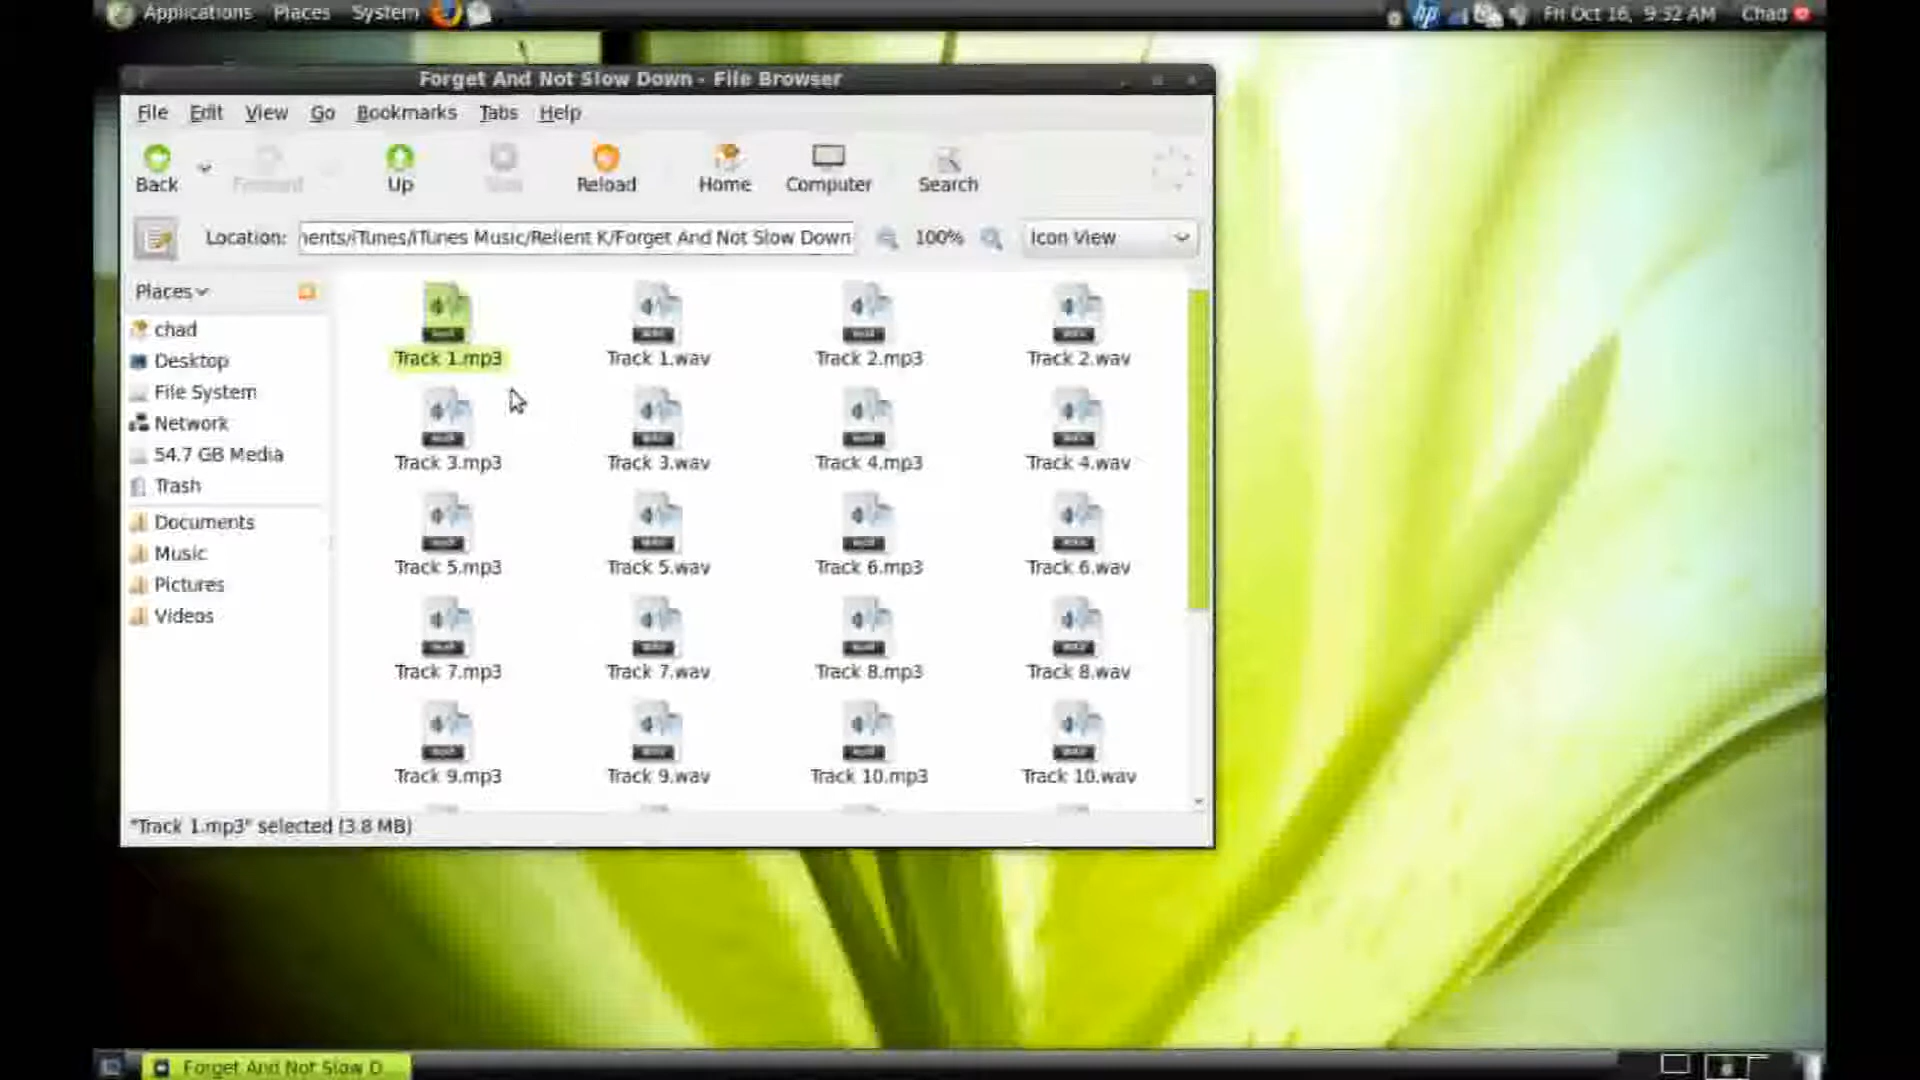 Applications Places System
hp Fri Oct 16, 9:32 AM Chad
Forget And Not Slow Down - File Browser
File Edit View Go Bookmarks Tabs Help
Back Forward Up Stop Reload Home Computer Search
Location: nents/iTunes/iTunes Music/Relient K/Forget And Not Slow Down 100% Icon View
Places
chad
Desktop
File System
Network
54.7 GB Media
Trash
Documents
Music
Pictures
Videos
Track 1.mp3 Track 1.wav Track 2.mp3 Track 2.wav
Track 3.mp3 Track 3.wav Track 4.mp3 Track 4.wav
Track 5.mp3 Track 5.wav Track 6.mp3 Track 6.wav
Track 7.mp3 Track 7.wav Track 8.mp3 Track 8.wav
Track 9.mp3 Track 9.wav Track 10.mp3 Track 10.wav
"Track 1.mp3" selected (3.8 MB)
Forget And Not Slow D